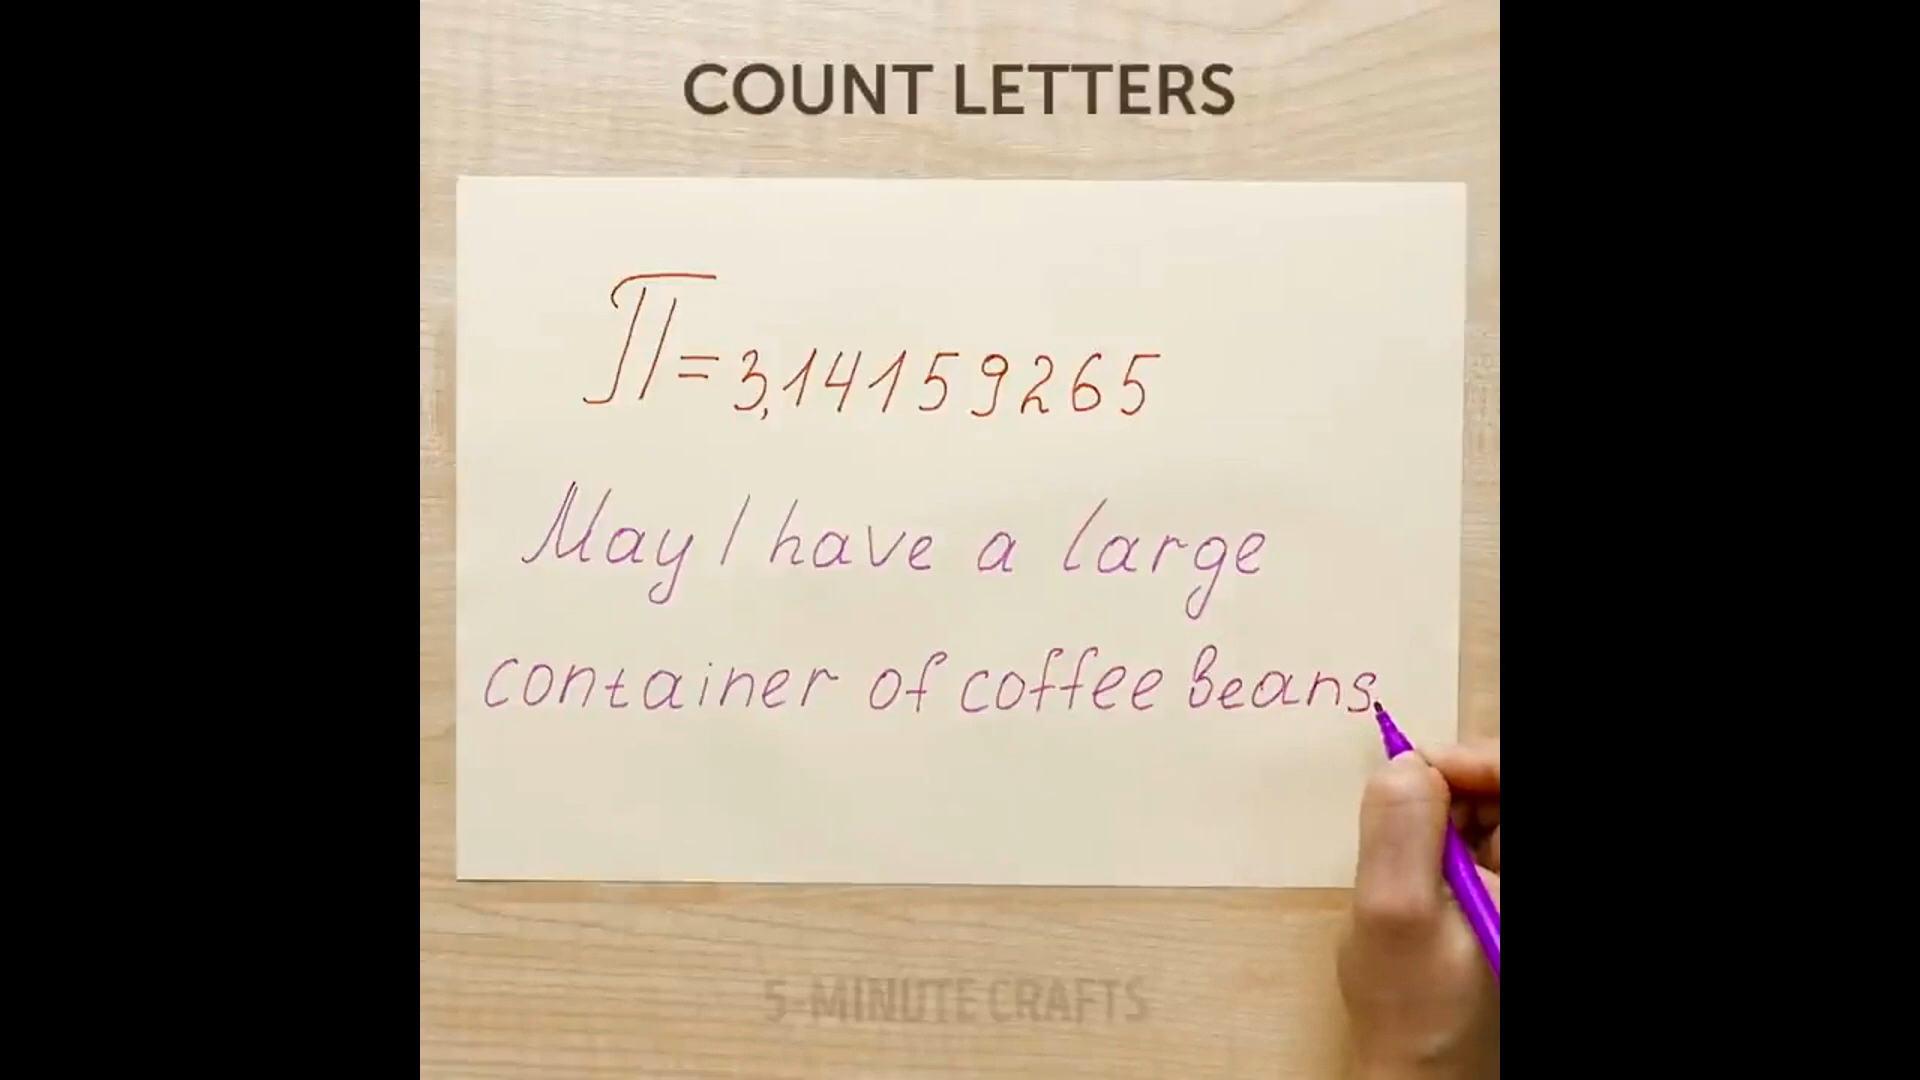 COUNT LETTERS
П=3,14159265
May I have a large
container of coffee beans
5-MINUTE CRAFTS